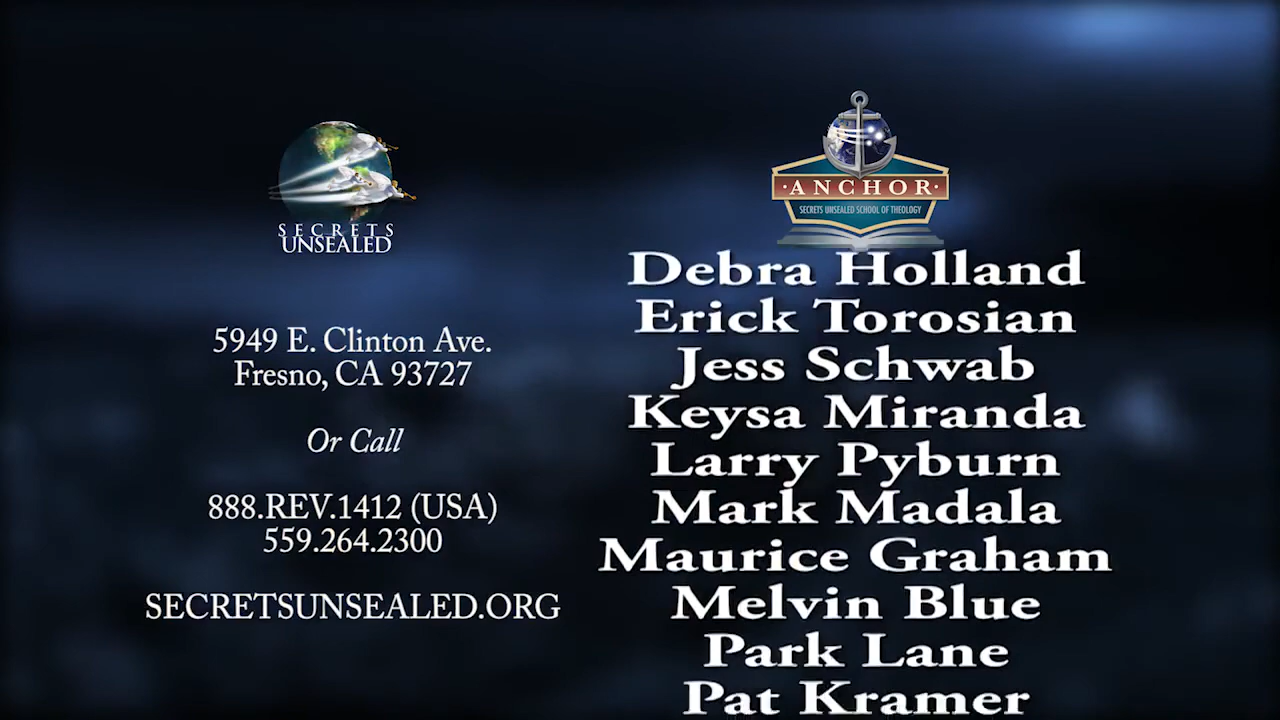 SECRETS
UNSEALED
5949 E. Clinton Ave.
Fresno, CA 93727
Or Call
888.REV.1412 (USA)
559.264.2300
SECRETSUNSEALED.ORG
·ANCHOR·
SECRETS UNSEALED SCHOOL OF THEOLOGY
Debra Holland
Erick Torosian
Jess Schwab
Keysa Miranda
Larry Pyburn
Mark Madala
Maurice Graham
Melvin Blue
Park Lane
Pat Kramer